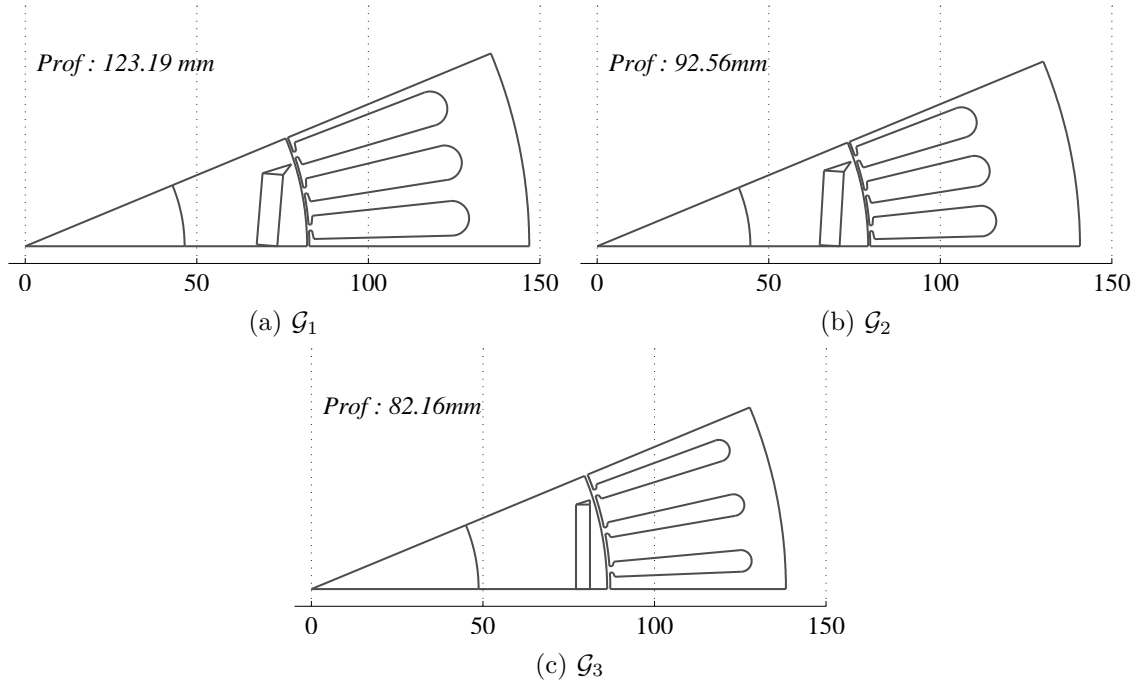 Prof : 123.19 mm
0 50 100 150
(a) 𝒢₁
Prof : 92.56mm
0 50 100 150
(b) 𝒢₂
Prof : 82.16mm
0 50 100 150
(c) 𝒢₃